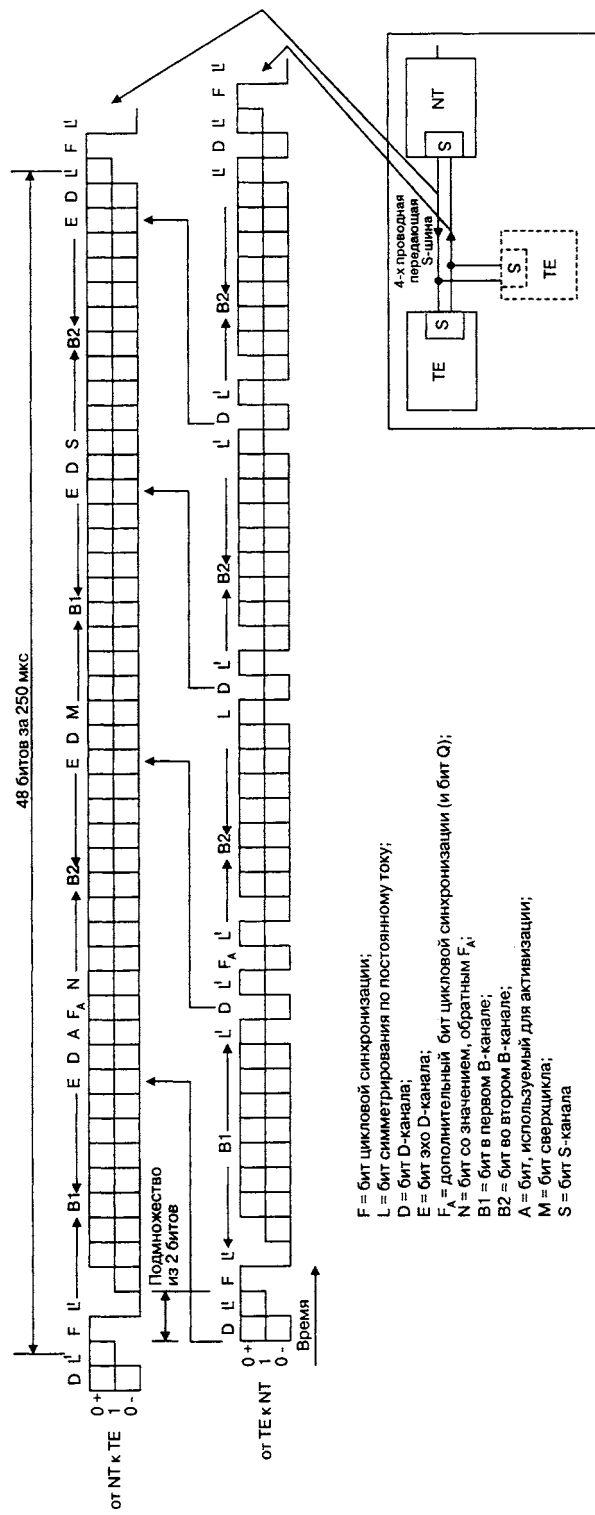 48 битов за 250 мкс
D L' F L' B1 E D A F_A N B2 E D M B1 E D S B2 E D L' F L'
0+
1
0-
от NT к TE
Подмножество
из 2 битов
D L' F L' B1 L' D L' F_A L' B2 L D L' B2 L' D L' B2 L' D L' F L'
0+
1
0-
от TE к NT
Время
F = бит цикловой синхронизации;
L = бит симметрирования по постоянному току;
D = бит D-канала;
E = бит эхо D-канала;
F_A = дополнительный бит цикловой синхронизации (и бит Q);
N = бит со значением, обратным F_A;
B1 = бит в первом B-канале;
B2 = бит во втором B-канале;
A = бит, используемый для активизации;
M = бит сверхцикла;
S = бит S-канала
4-х проводная
передающая
S-шина
TE
S
S
NT
S
TE